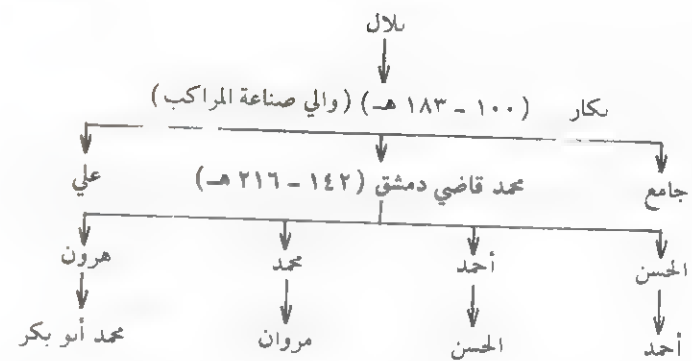 بلال
بكار (١٠٠ - ١٨٣ هـ) (والي صناعة المراكب)
جامع محمد قاضي دمشق (١٤٢ - ٢١٦ هـ) علي
الحسن أحمد محمد هرون
أحمد الحسن مروان محمد أبو بكر